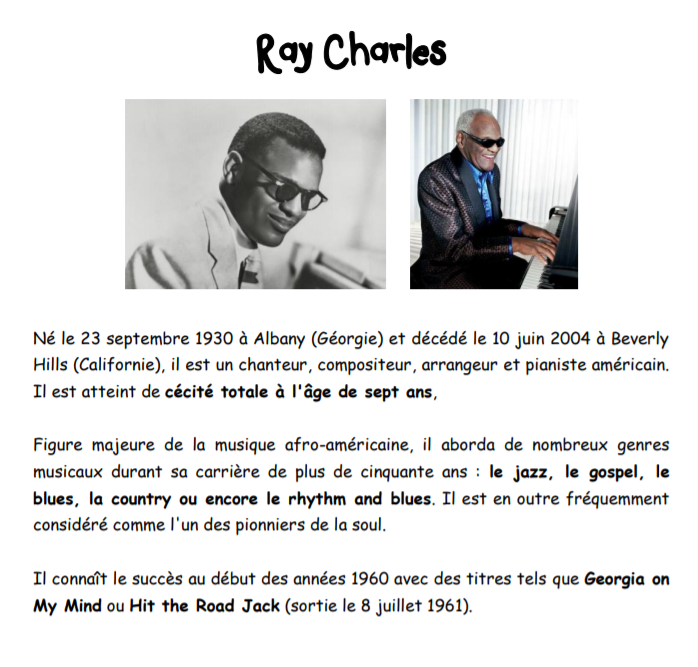 Ray Charles
Né le 23 septembre 1930 à Albany (Géorgie) et décédé le 10 juin 2004 à Beverly
Hills (Californie), il est un chanteur, compositeur, arrangeur et pianiste américain.
Il est atteint de cécité totale à l'âge de sept ans,
Figure majeure de la musique afro-américaine, il aborda de nombreux genres
musicaux durant sa carrière de plus de cinquante ans : le jazz, le gospel, le
blues, la country ou encore le rhythm and blues. Il est en outre fréquemment
considéré comme l'un des pionniers de la soul.
Il connaît le succès au début des années 1960 avec des titres tels que Georgia on
My Mind ou Hit the Road Jack (sortie le 8 juillet 1961).